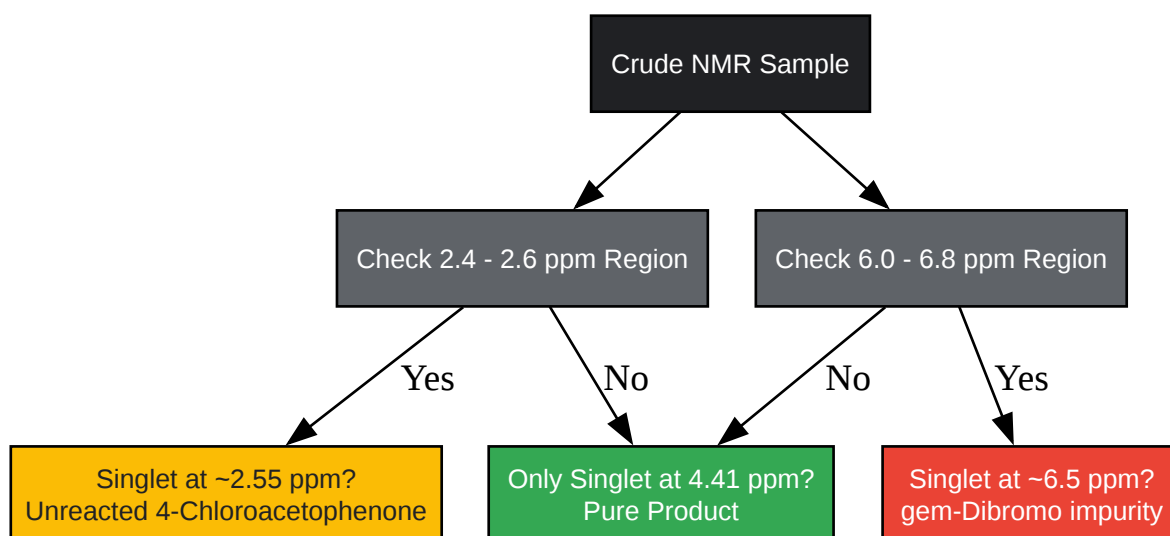 Crude NMR Sample
Check 2.4 - 2.6 ppm Region
Check 6.0 - 6.8 ppm Region
Yes
No
No
Yes
Singlet at ~2.55 ppm?
Unreacted 4-Chloroacetophenone
Only Singlet at 4.41 ppm?
Pure Product
Singlet at ~6.5 ppm?
gem-Dibromo impurity